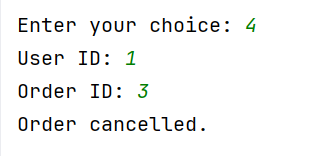 Enter your choice: 4
User ID: 1
Order ID: 3
Order cancelled.